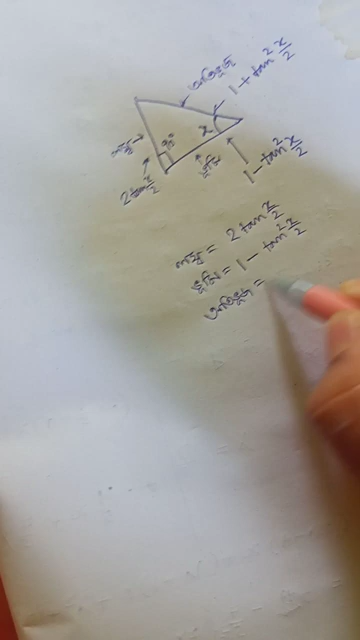 অতিভুজ
1 + tan² x/2
লম্ব
90°
x
ভূমি
2 tan x/2
1 - tan² x/2
লম্ব = 2 tan x/2
ভূমি = 1 - tan² x/2
অতিভুজ =